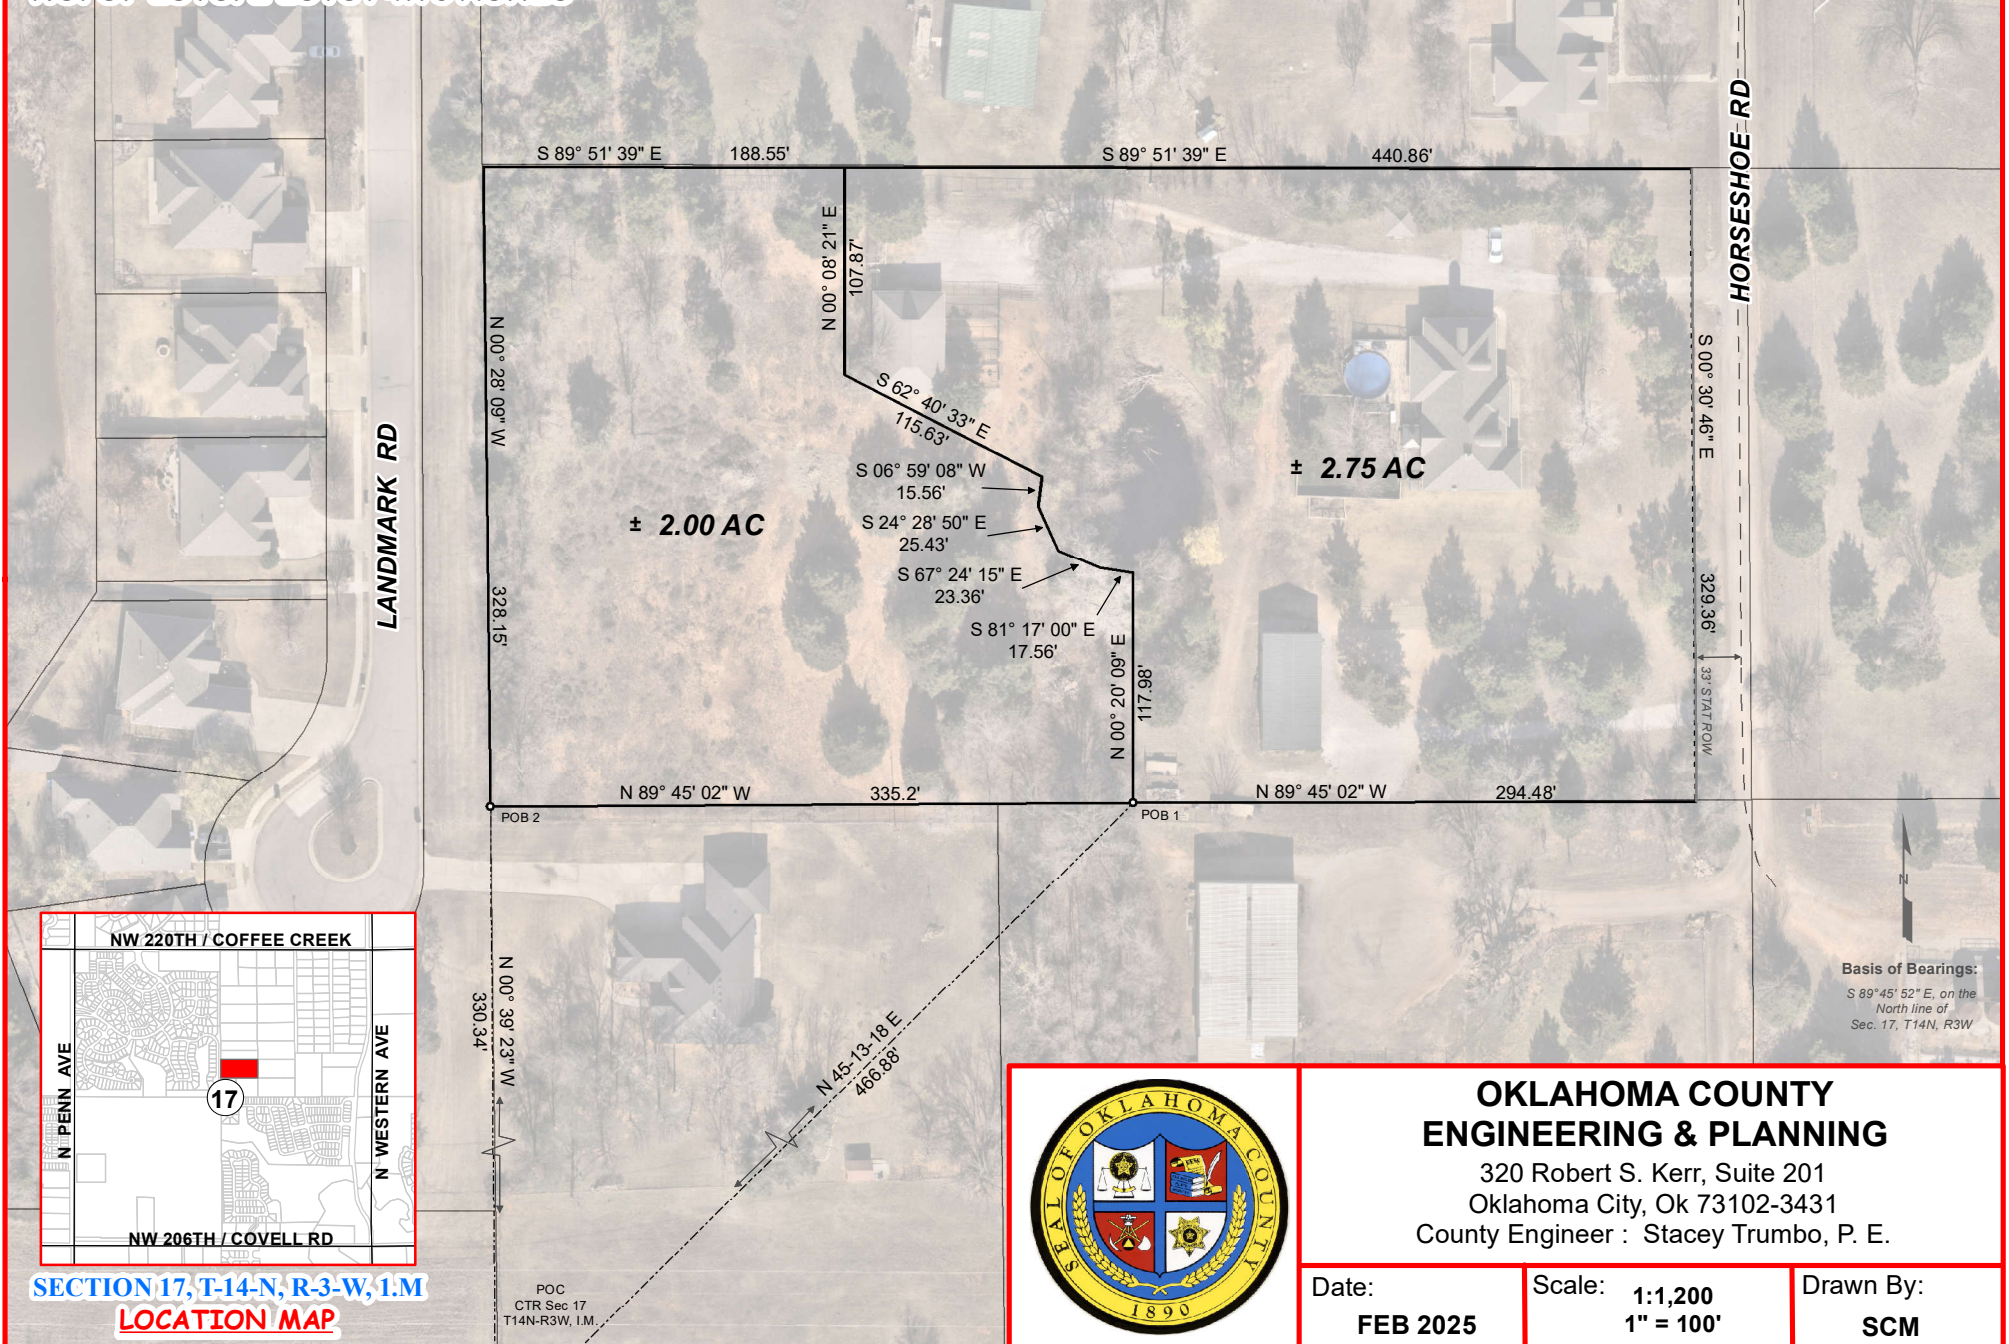 S 89° 51' 39" E 188.55'
S 89° 51' 39" E 440.86'
HORSESHOE RD
N 00° 08' 21" E
107.87'
N 00° 28' 09" W
328.15'
S 00° 30' 46" E
329.36'
33' STAT ROW
LANDMARK RD
S 62° 40' 33" E
115.63'
S 06° 59' 08" W
15.56'
S 24° 28' 50" E
25.43'
S 67° 24' 15" E
23.36'
S 81° 17' 00" E
17.56'
± 2.00 AC
± 2.75 AC
N 00° 20' 09" E
117.98'
N 89° 45' 02" W 335.2'
N 89° 45' 02" W 294.48'
POB 2
POB 1
N 00° 39' 23" W
330.34'
N 45-13-18 E
466.88'
N
Basis of Bearings:
S 89°45' 52" E, on the
North line of
Sec. 17, T14N, R3W
NW 220TH / COFFEE CREEK
N PENN AVE
N WESTERN AVE
17
NW 206TH / COVELL RD
SECTION 17, T-14-N, R-3-W, 1.M
LOCATION MAP
POC
CTR Sec 17
T14N-R3W, I.M.
SEAL OF OKLAHOMA COUNTY
1890
OKLAHOMA COUNTY
ENGINEERING & PLANNING
320 Robert S. Kerr, Suite 201
Oklahoma City, Ok 73102-3431
County Engineer : Stacey Trumbo, P. E.
Date:
FEB 2025
Scale:
1:1,200
1" = 100'
Drawn By:
SCM